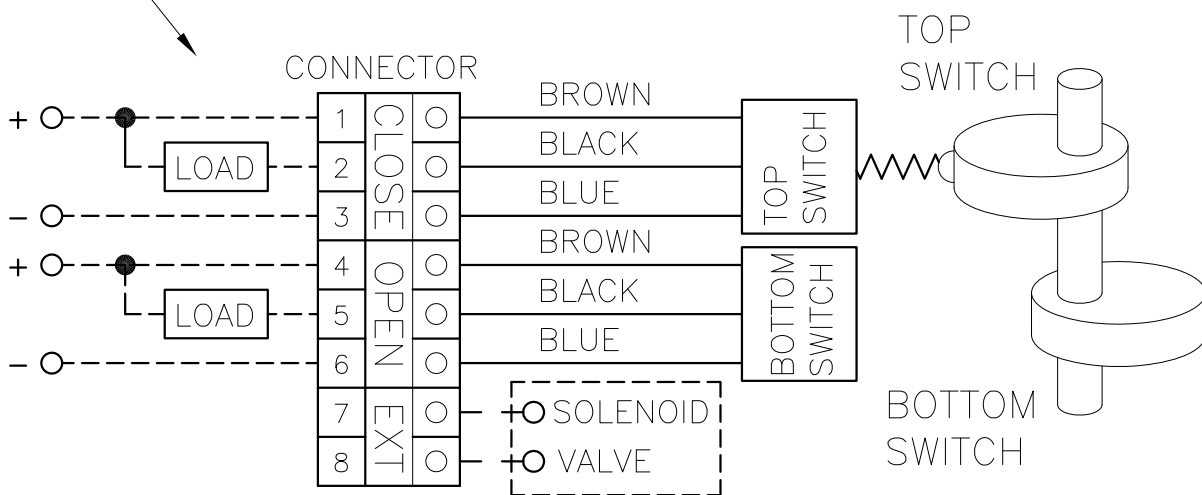 TOP
SWITCH
CONNECTOR
+
1
CLOSE
BROWN
LOAD
2
BLACK
TOP
SWITCH
-
3
BLUE
+
4
OPEN
BROWN
LOAD
5
BLACK
BOTTOM
SWITCH
-
6
BLUE
7
EXT
SOLENOID
8
VALVE
BOTTOM
SWITCH